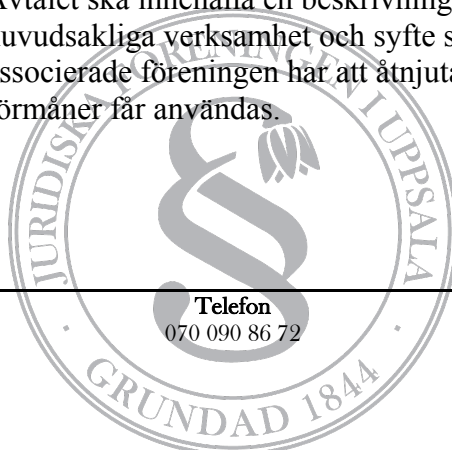 Avtalet ska innehålla en beskrivning
huvudsakliga verksamhet och syfte s
associerade föreningen har att åtnjuta
förmåner får användas.
JURIDISKA FÖRENINGEN I UPPSALA
Telefon
070 090 86 72
GRUNDAD 1844